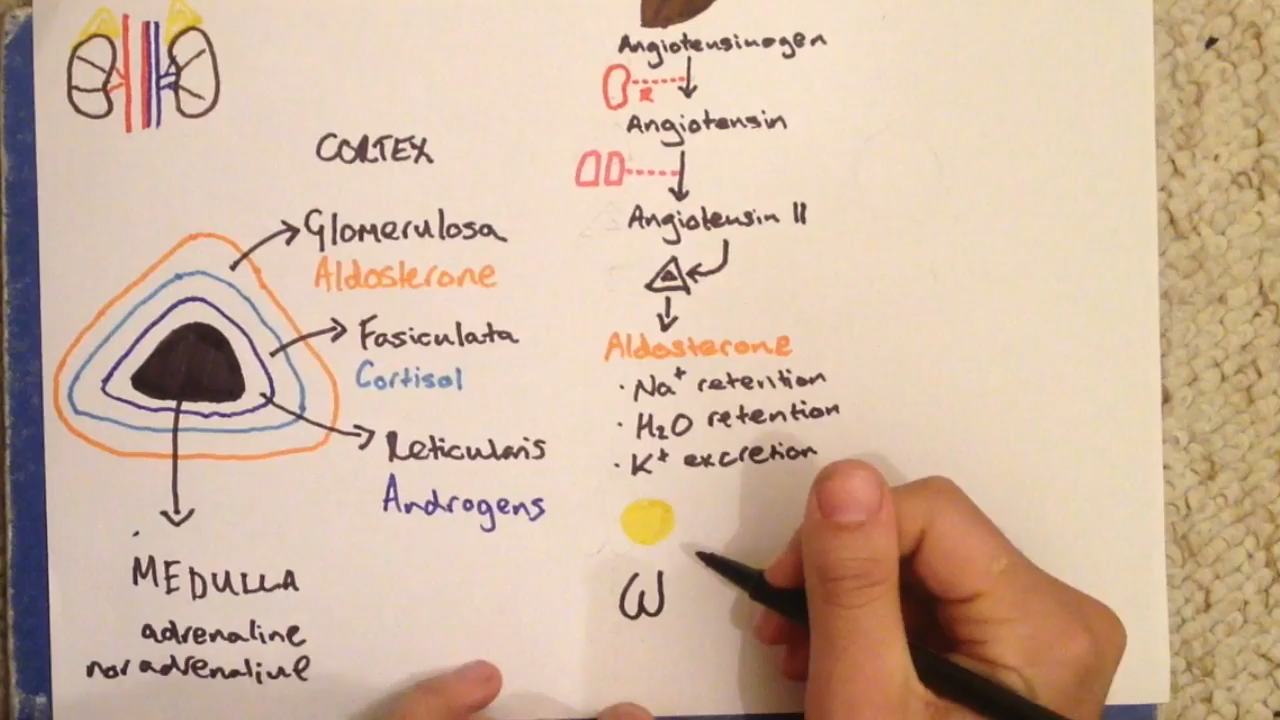 CORTEX
Glomerulosa
Aldosterone
Fasiculata
Cortisol
Reticularis
Androgens
MEDULLA
adrenaline
noradrenaline
Angiotensinogen
R
Angiotensin
Angiotensin II
Aldosterone
· Na⁺ retention
· H₂O retention
· K⁺ excretion